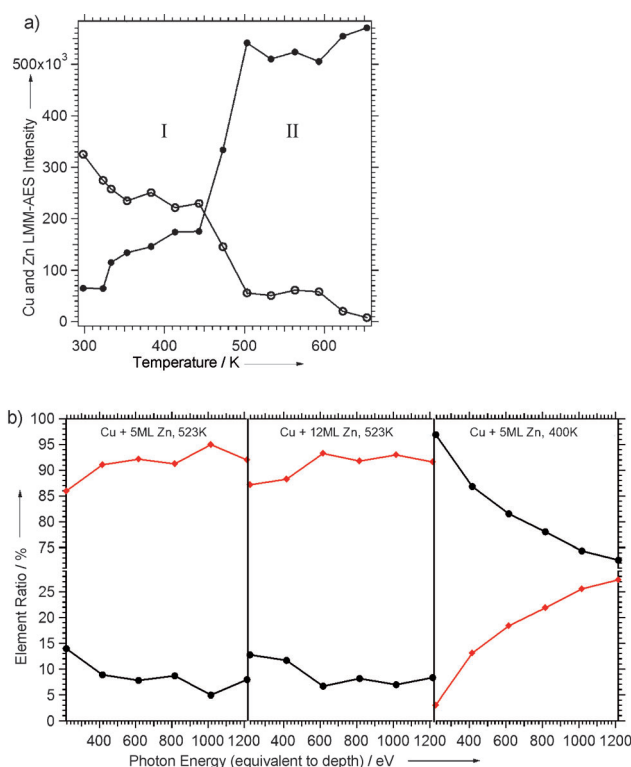 a)
500x10³
400
300
200
100
0
Cu and Zn LMM-AES Intensity
I
II
300
400
500
600
Temperature / K
b)
100
95
90
85
80
75
25
20
15
10
5
0
Element Ratio / %
Cu + 5ML Zn, 523K
Cu + 12ML Zn, 523K
Cu + 5ML Zn, 400K
400 600 800 1000 1200
400 600 800 1000 1200
400 600 800 1000 1200
Photon Energy (equivalent to depth) / eV